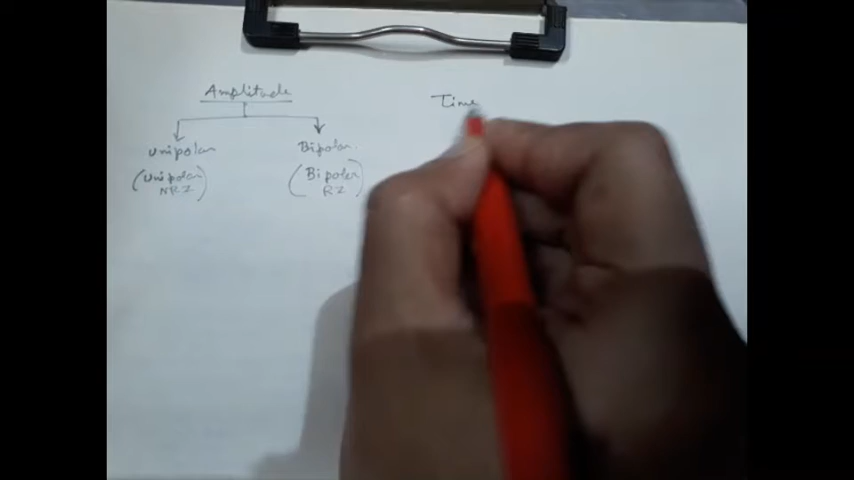 Amplitude
Time
Unipolar
Bipolar
(Unipolar
NRZ)
(Bipolar
RZ)